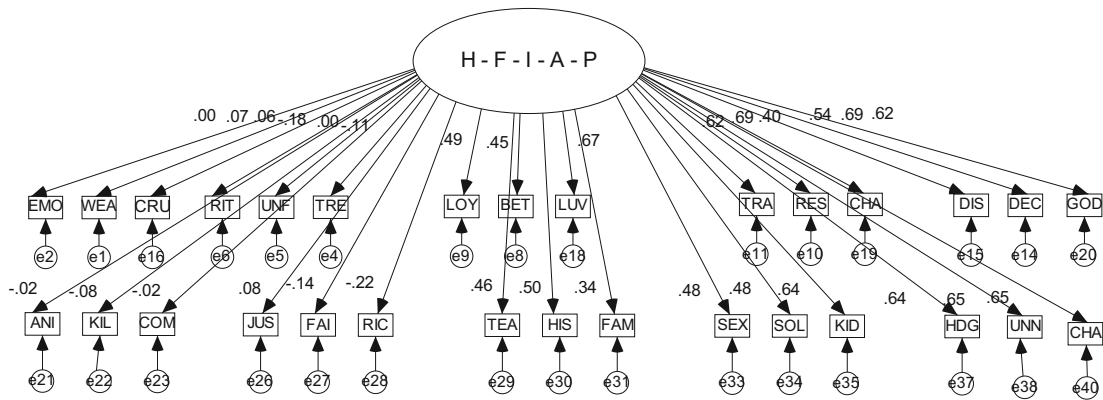 H - F - I - A - P
.00 .07 .06 -.18 .00 -.11 .49 .45 .67 .62 .69 .40 .54 .69 .62
EMO WEA CRU RIT UNF TRE LOY BET LUV TRA RES CHA DIS DEC GOD
e2 e1 e16 e6 e5 e4 e9 e8 e18 e11 e10 e19 e15 e14 e20
-.02 -.08 -.02 .08 -.14 -.22 .46 .50 .34 .48 .48 .64 .64 .65 .65
ANI KIL COM JUS FAI RIC TEA HIS FAM SEX SOL KID HDG UNN CHA
e21 e22 e23 e26 e27 e28 e29 e30 e31 e33 e34 e35 e37 e38 e40